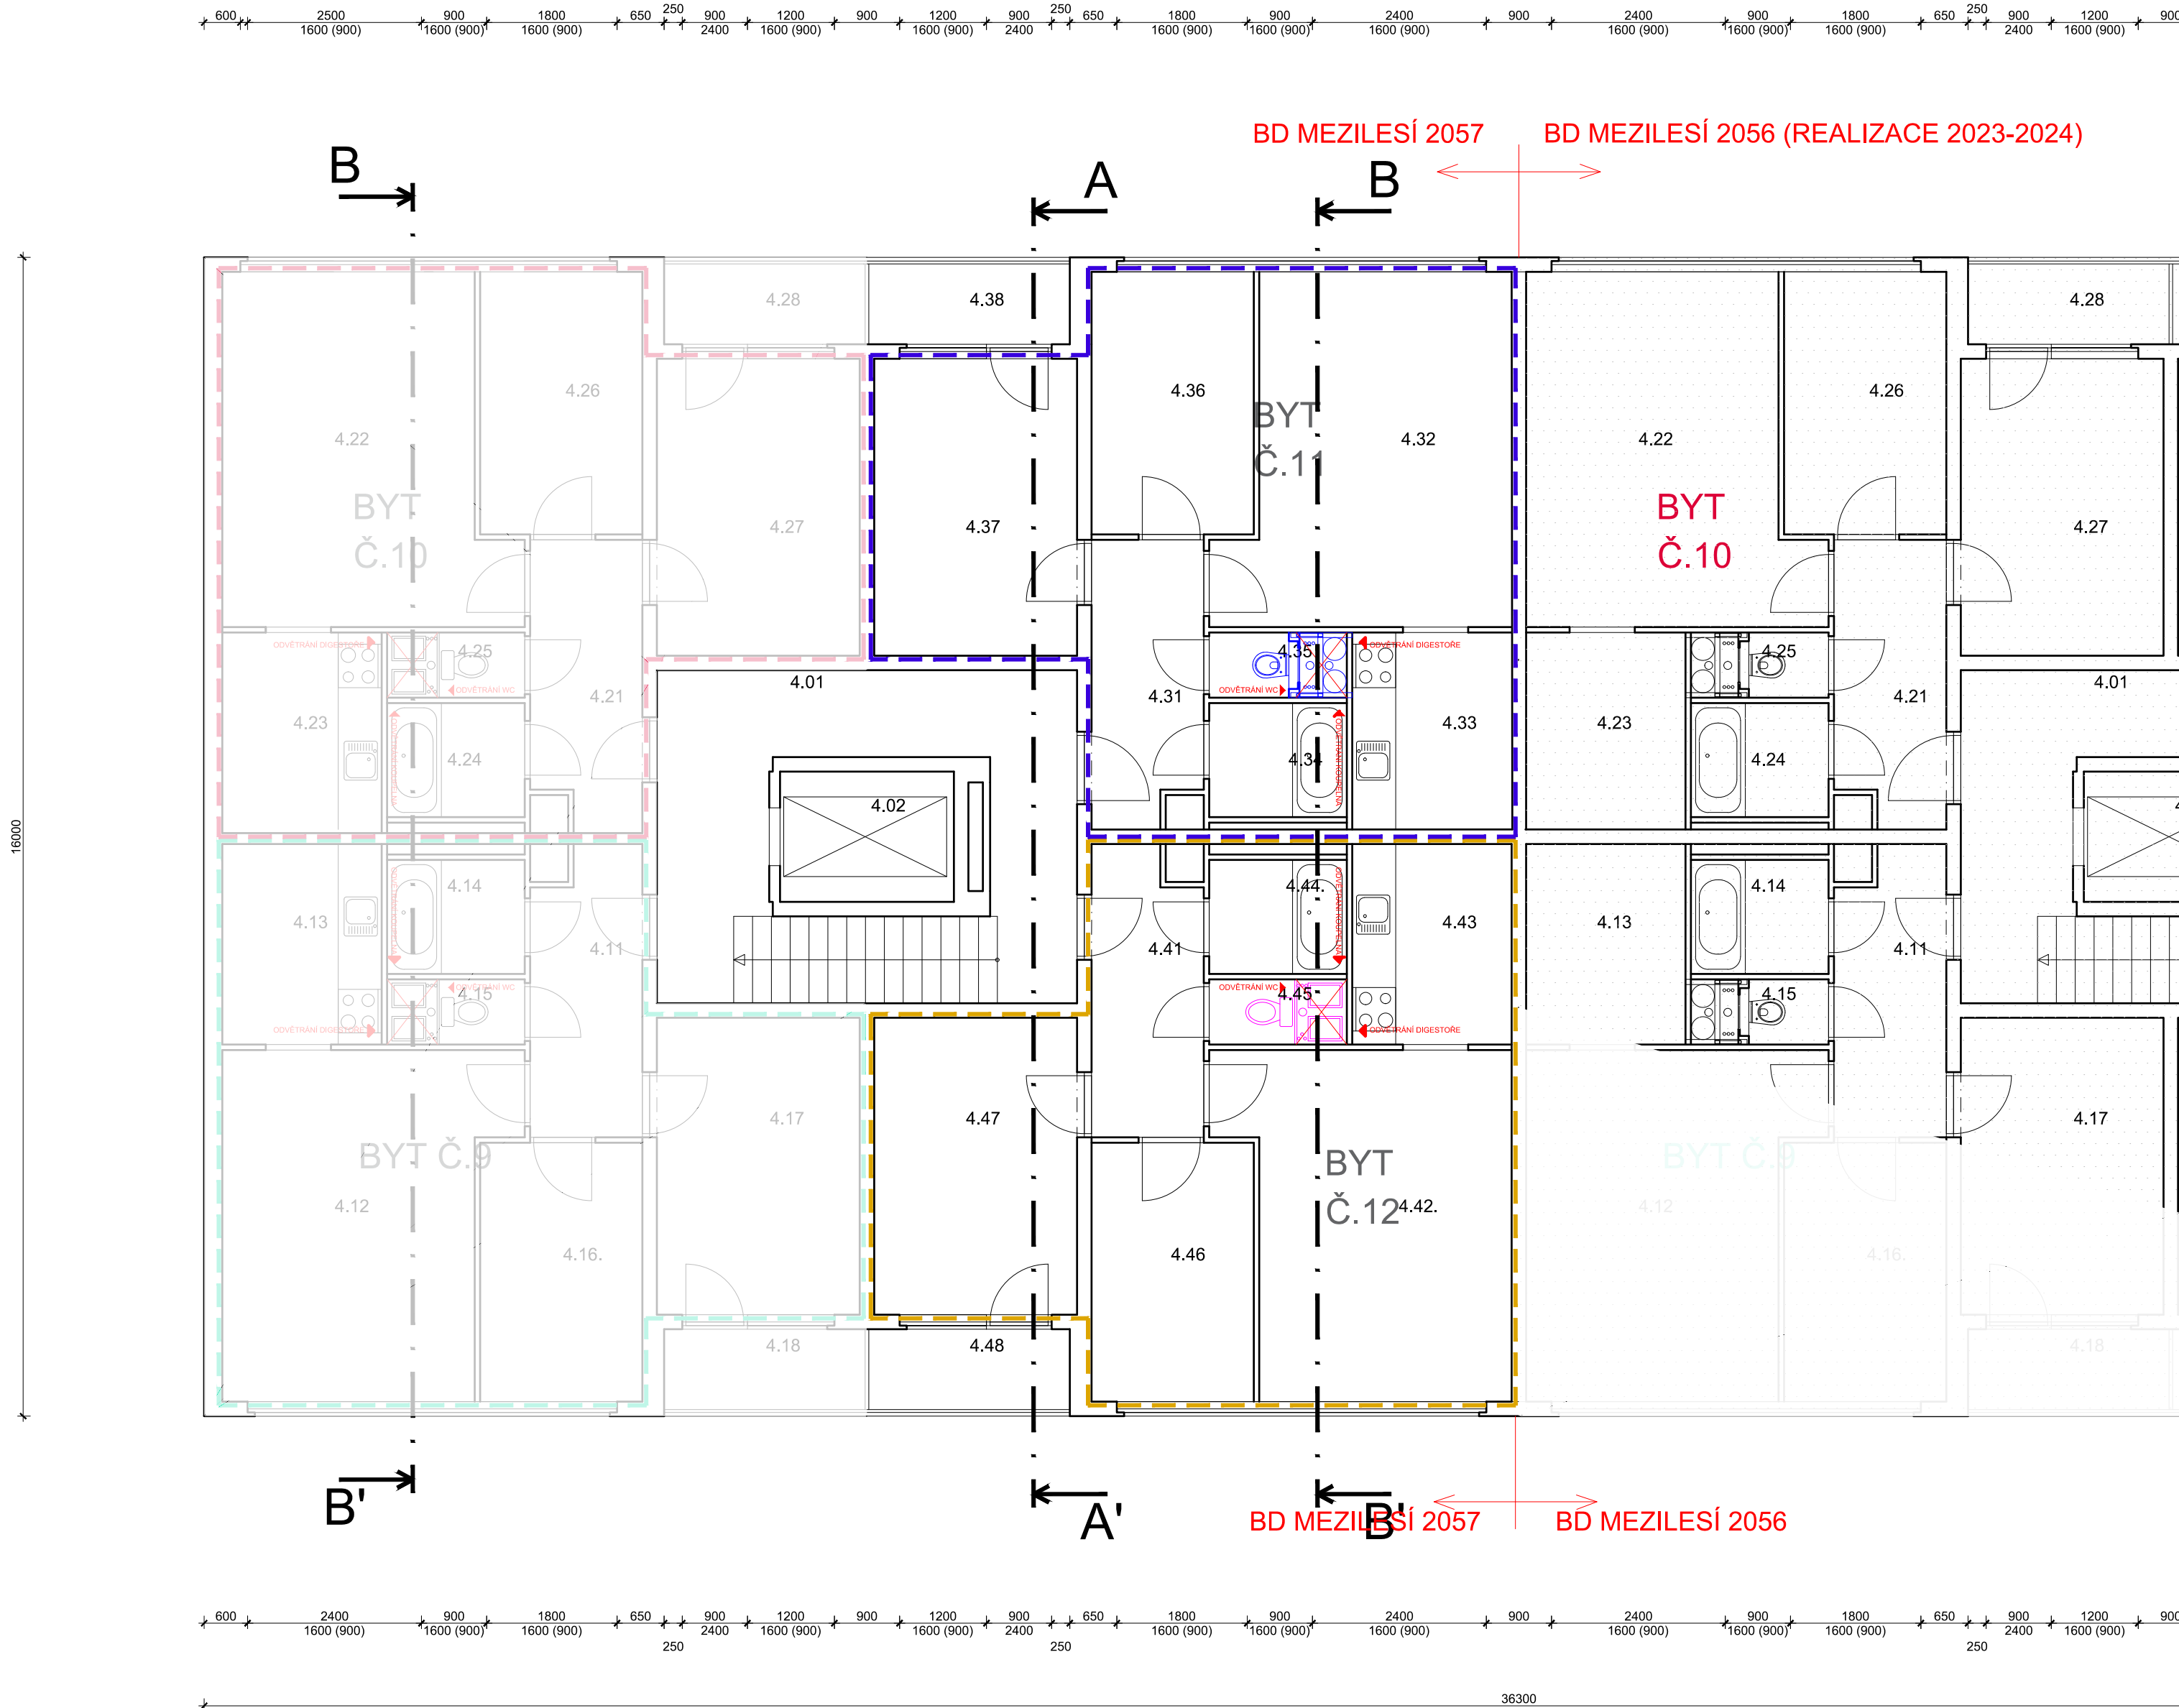 600 2500 900 1800 650 250 900 1200 900 1200 900 250 650 1800 900 2400 900 2400 900 1800 650 250 900 1200 900
1600 (900) 1600 (900) 1600 (900) 2400 1600 (900) 1600 (900) 2400 1600 (900) 1600 (900) 1600 (900) 1600 (900) 1600 (900) 1600 (900) 2400 1600 (900)
BD MEZILESÍ 2057 BD MEZILESÍ 2056 (REALIZACE 2023-2024)
B A B
4.28 4.38 4.28
4.26 4.36 4.26
BYT
Č.11
4.22 4.32 4.22
BYT
Č.10
BYT
Č.10
4.27 4.37 4.27
ODVĚTRÁNÍ DIGESTOŘE 4.25 4.35 ODVĚTRÁNÍ DIGESTOŘE 4.25
4.01 4.01
ODVĚTRÁNÍ WC ODVĚTRÁNÍ WC
4.21 4.31 4.21
4.23 4.33 4.23
ODVĚTRÁNÍ KOUPELNA ODVĚTRÁNÍ KOUPELNA
4.24 4.34 4.24
4.02
16000
4.14 4.44. 4.14
ODVĚTRÁNÍ KOUPELNA ODVĚTRÁNÍ KOUPELNA
4.13 4.43 4.13
4.11 4.41 4.11
ODVĚTRÁNÍ WC ODVĚTRÁNÍ WC
4.15 4.45 4.15
ODVĚTRÁNÍ DIGESTOŘE ODVĚTRÁNÍ DIGESTOŘE
4.17 4.47 4.17
BYT Č.9 BYT Č.9
BYT
Č.12
4.12 4.42. 4.12
4.16. 4.46 4.16.
4.18 4.48 4.18
B' A' B'
BD MEZILESÍ 2057 BD MEZILESÍ 2056
600 2400 900 1800 650 900 1200 900 1200 900 650 1800 900 2400 900 2400 900 1800 650 900 1200 900
1600 (900) 1600 (900) 1600 (900) 2400 1600 (900) 1600 (900) 2400 1600 (900) 1600 (900) 1600 (900) 1600 (900) 1600 (900) 1600 (900) 2400 1600 (900)
250 250 250
36300